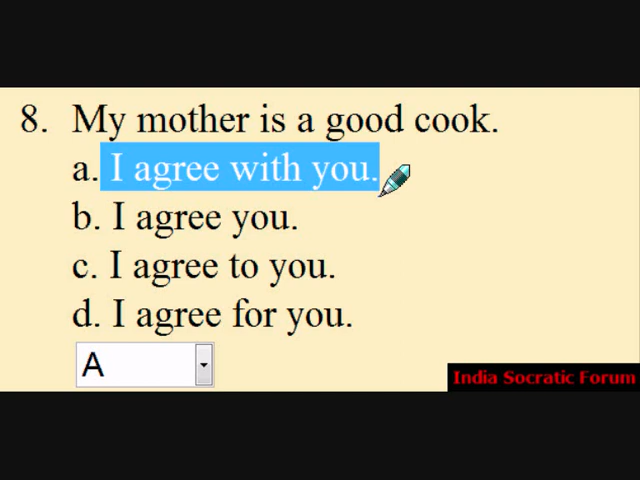 8. My mother is a good cook.
a. I agree with you.
b. I agree you.
c. I agree to you.
d. I agree for you.
A
India Socratic Forum